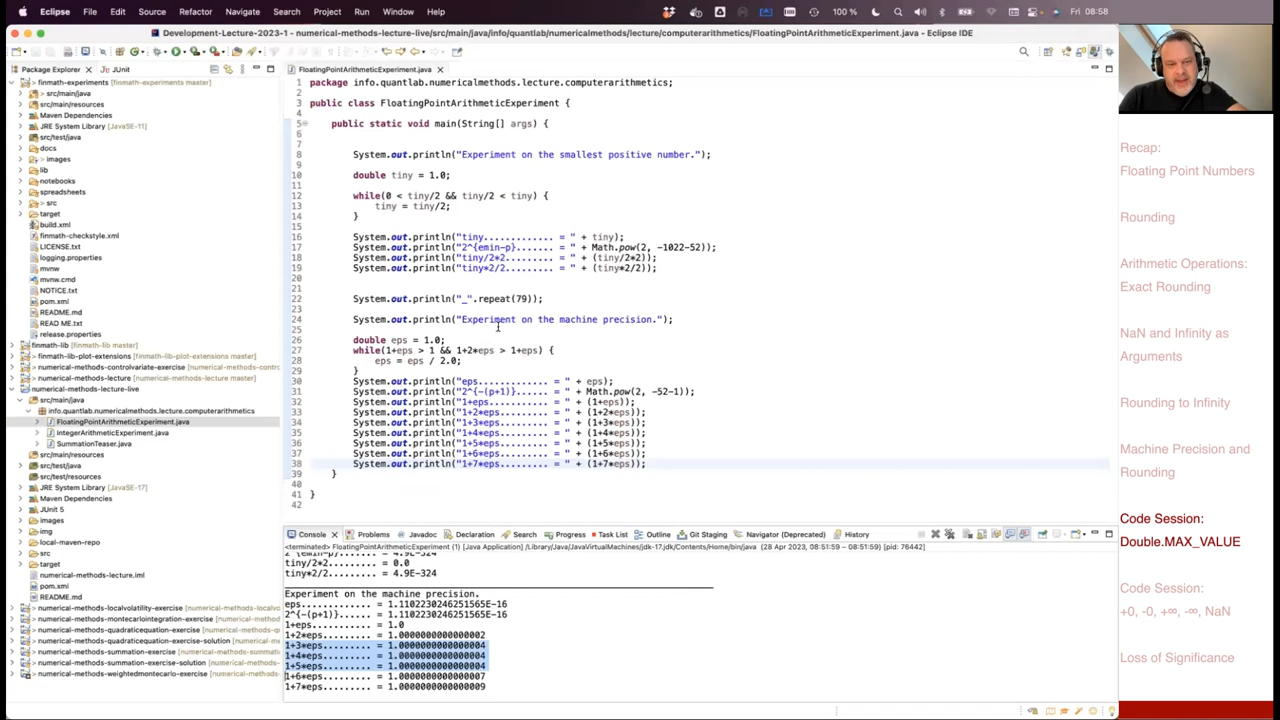 Eclipse File Edit Source Refactor Navigate Search Project Run Window Help 100 % Fri 28. Apr 08:58
Development-Lecture-2023-1 - numerical-methods-lecture-live/src/main/java/info/quantlab/numericalmethods/lecture/computerarithmetics/FloatingPointArithmeticExperiment.java - Eclipse IDE
Package Explorer JUnit
finmath-experiments [finmath-experiments master]
src/main/java
src/main/resources
Maven Dependencies
JRE System Library [JavaSE-11]
src/test/java
docs
images
lib
notebooks
spreadsheets
src
target
build.xml
finmath-checkstyle.xml
LICENSE.txt
logging.properties
mvnw
mvnw.cmd
NOTICE.txt
pom.xml
README.md
READ ME.txt
release.properties
finmath-lib [finmath-lib master]
finmath-lib-plot-extensions [finmath-lib-plot-extensions master]
numerical-methods-controlvariate-exercise [numerical-methods-contro
numerical-methods-lecture [numerical-methods-lecture master]
numerical-methods-lecture-live
src/main/java
info.quantlab.numericalmethods.lecture.computerarithmetics
FloatingPointArithmeticExperiment.java
IntegerArithmeticExperiment.java
SummationTeaser.java
src/main/resources
src/test/java
src/test/resources
JRE System Library [JavaSE-17]
Maven Dependencies
JUnit 5
images
img
local-maven-repo
src
target
numerical-methods-lecture.iml
pom.xml
README.md
numerical-methods-localvolatility-exercise [numerical-methods-localvo
numerical-methods-montecarlointegration-exercise [numerical-metho
numerical-methods-quadraticequation-exercise [numerical-methods-q
numerical-methods-quadraticequation-exercise-solution [numerical-m
numerical-methods-summation-exercise [numerical-methods-summa
numerical-methods-summation-exercise-solution [numerical-methods
numerical-methods-weightedmontecarlo-exercise [numerical-method
FloatingPointArithmeticExperiment.java
1 package info.quantlab.numericalmethods.lecture.computerarithmetics;
2
3 public class FloatingPointArithmeticExperiment {
4
5 public static void main(String[] args) {
6
7
8 System.out.println("Experiment on the smallest positive number.");
9
10 double tiny = 1.0;
11
12 while(0 < tiny/2 && tiny/2 < tiny) {
13 tiny = tiny/2;
14 }
15
16 System.out.println("tiny............. = " + tiny);
17 System.out.println("2^{emin-p}....... = " + Math.pow(2, -1022-52));
18 System.out.println("tiny/2*2......... = " + (tiny/2*2));
19 System.out.println("tiny*2/2......... = " + (tiny*2/2));
20
21
22 System.out.println("_".repeat(79));
23
24 System.out.println("Experiment on the machine precision.");
25
26 double eps = 1.0;
27 while(1+eps > 1 && 1+2*eps > 1+eps) {
28 eps = eps / 2.0;
29 }
30 System.out.println("eps.............. = " + eps);
31 System.out.println("2^{-(p+1)}....... = " + Math.pow(2, -52-1));
32 System.out.println("1+eps............ = " + (1+eps));
33 System.out.println("1+2*eps.......... = " + (1+2*eps));
34 System.out.println("1+3*eps.......... = " + (1+3*eps));
35 System.out.println("1+4*eps.......... = " + (1+4*eps));
36 System.out.println("1+5*eps.......... = " + (1+5*eps));
37 System.out.println("1+6*eps.......... = " + (1+6*eps));
38 System.out.println("1+7*eps.......... = " + (1+7*eps));
39 }
40
41 }
42
Console Problems Javadoc Declaration Search Progress Task List Outline Git Staging Navigator (Deprecated) History
<terminated> FloatingPointArithmeticExperiment (1) [Java Application] /Library/Java/JavaVirtualMachines/jdk-17.jdk/Contents/Home/bin/java (28 Apr 2023, 08:51:59 – 08:51:59) [pid: 76442]
2^{emin-p}....... = 4.9E-324
tiny/2*2......... = 0.0
tiny*2/2......... = 4.9E-324
Experiment on the machine precision.
eps.............. = 1.1102230246251565E-16
2^{-(p+1)}....... = 1.1102230246251565E-16
1+eps............ = 1.0
1+2*eps.......... = 1.0000000000000002
1+3*eps.......... = 1.0000000000000004
1+4*eps.......... = 1.0000000000000004
1+5*eps.......... = 1.0000000000000004
1+6*eps.......... = 1.0000000000000007
1+7*eps.......... = 1.0000000000000009
Recap:
Floating Point Numbers
Rounding
Arithmetic Operations:
Exact Rounding
NaN and Infinity as
Arguments
Rounding to Infinity
Machine Precision and
Rounding
Code Session:
Double.MAX_VALUE
Code Session:
+0, -0, +∞, -∞, NaN
Loss of Significance